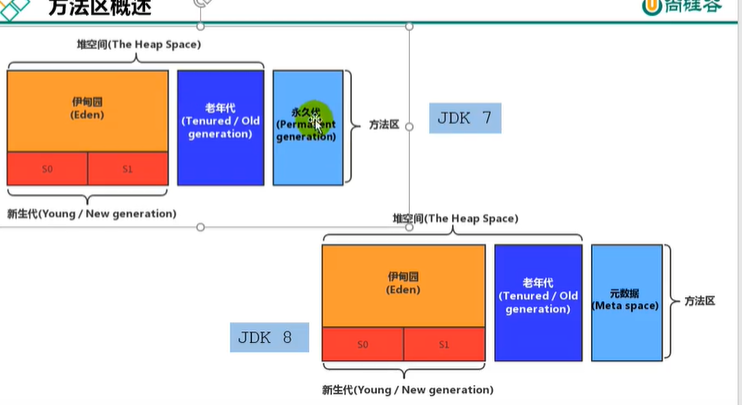 方法区概述
尚硅谷
堆空间(The Heap Space)
伊甸园
(Eden)
S0
S1
老年代
(Tenured / Old
generation)
永久代
(Permanent
generation)
方法区
JDK 7
新生代(Young / New generation)
堆空间(The Heap Space)
伊甸园
(Eden)
S0
S1
老年代
(Tenured / Old
generation)
元数据
(Meta space)
方法区
JDK 8
新生代(Young / New generation)